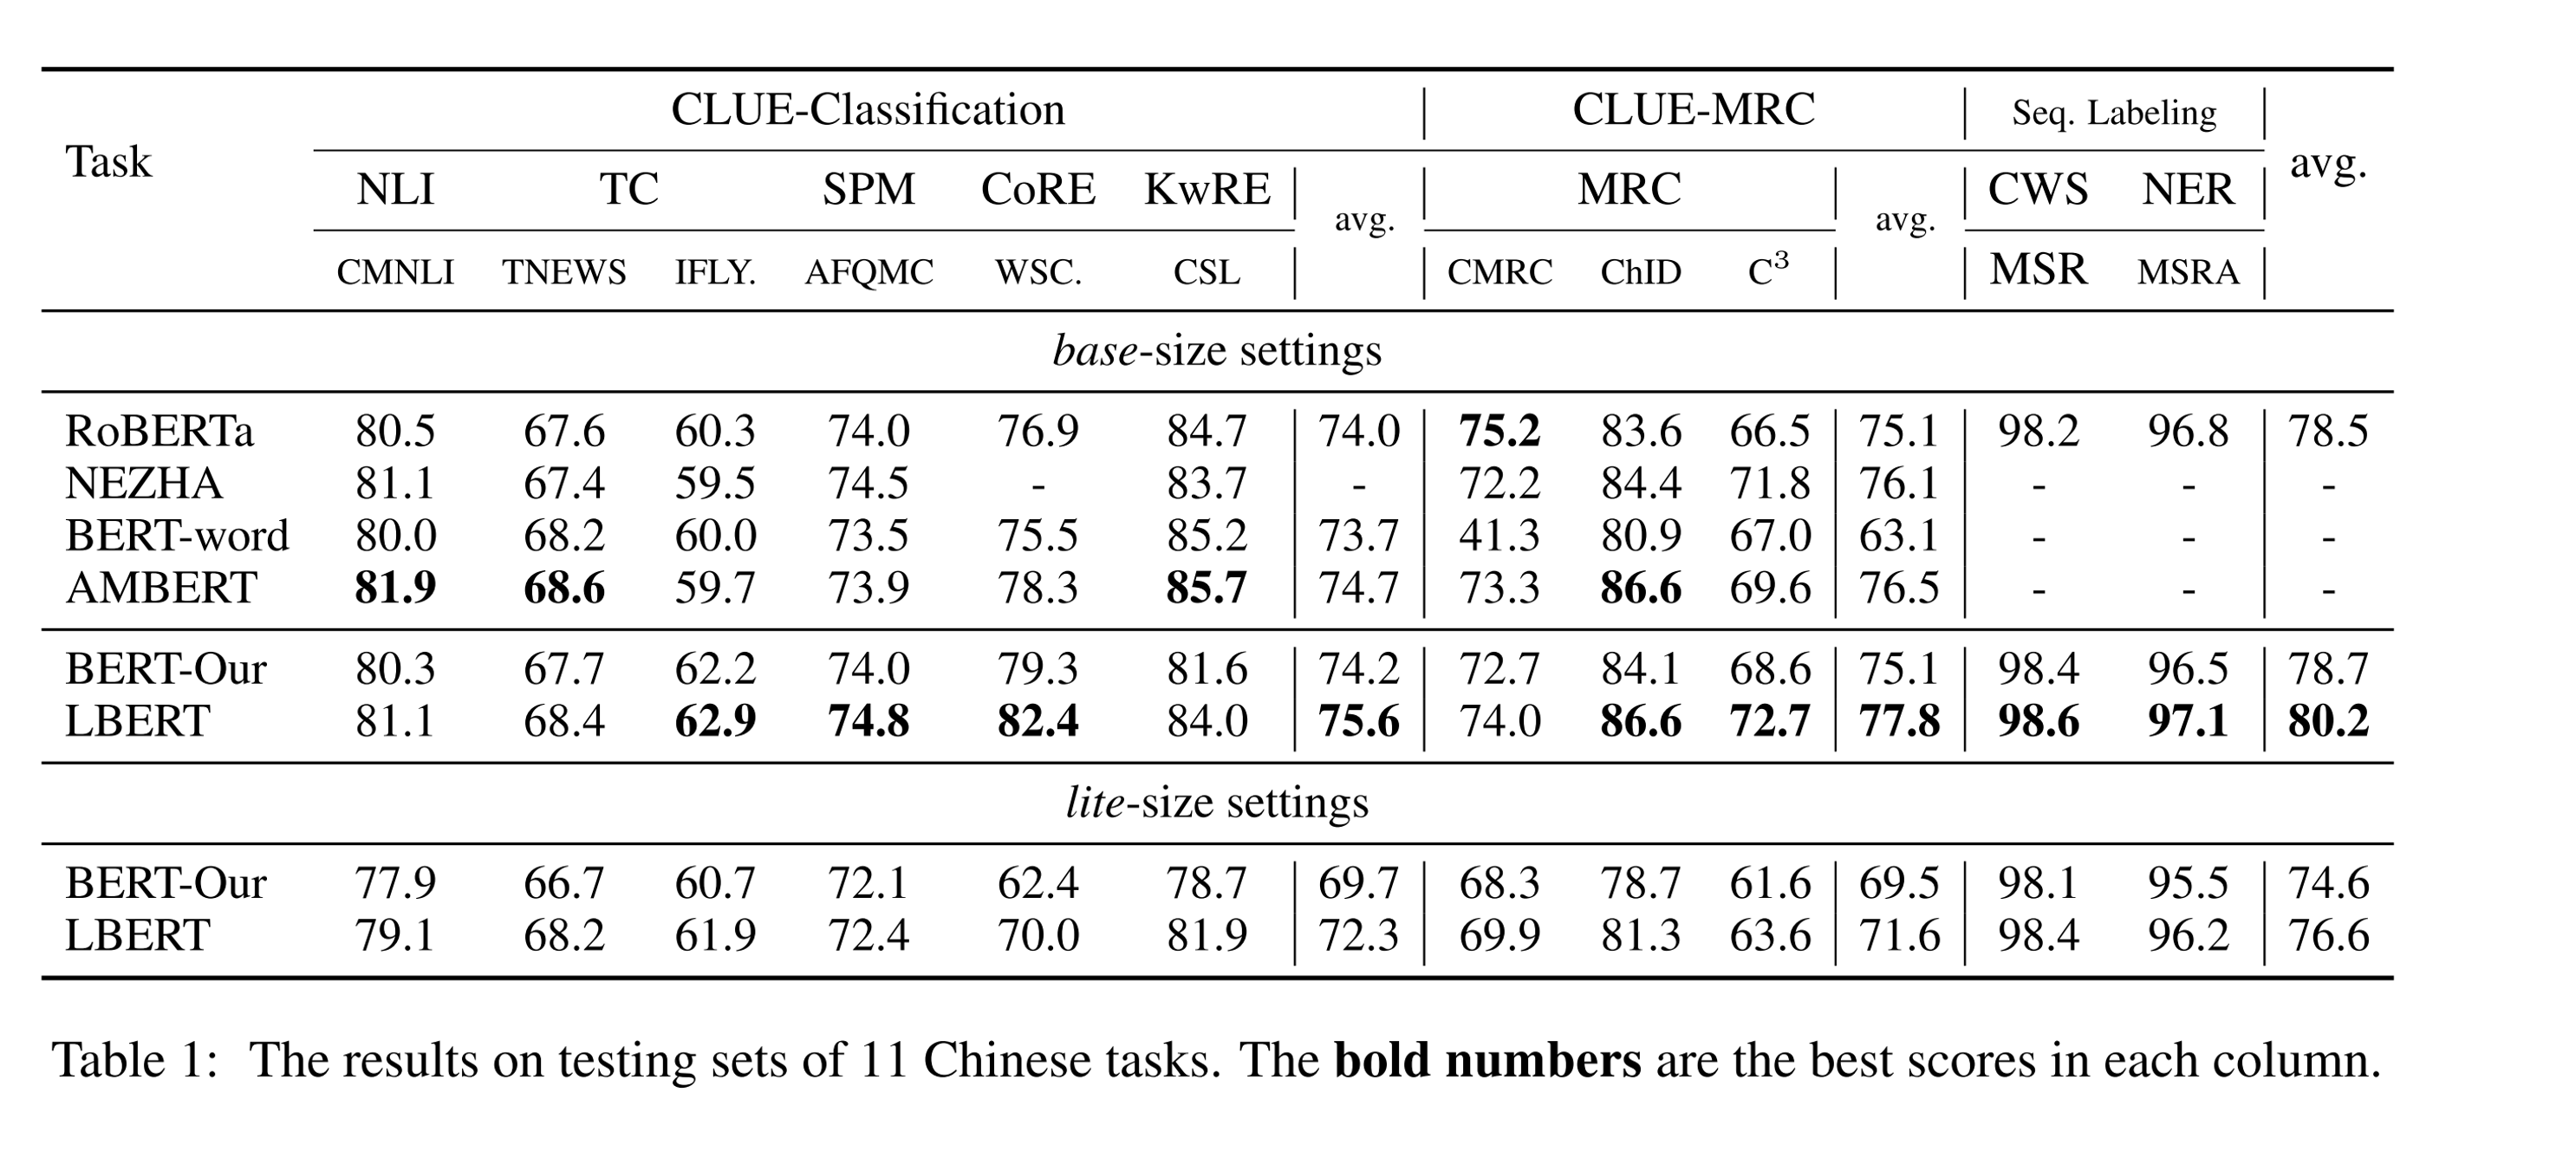 CLUE-Classification CLUE-MRC Seq. Labeling
Task avg.
NLI TC SPM CoRE KwRE avg. MRC avg. CWS NER
CMNLI TNEWS IFLY. AFQMC WSC. CSL CMRC ChID C³ MSR MSRA
base-size settings
RoBERTa 80.5 67.6 60.3 74.0 76.9 84.7 74.0 75.2 83.6 66.5 75.1 98.2 96.8 78.5
NEZHA 81.1 67.4 59.5 74.5 - 83.7 - 72.2 84.4 71.8 76.1 - - -
BERT-word 80.0 68.2 60.0 73.5 75.5 85.2 73.7 41.3 80.9 67.0 63.1 - - -
AMBERT 81.9 68.6 59.7 73.9 78.3 85.7 74.7 73.3 86.6 69.6 76.5 - - -
BERT-Our 80.3 67.7 62.2 74.0 79.3 81.6 74.2 72.7 84.1 68.6 75.1 98.4 96.5 78.7
LBERT 81.1 68.4 62.9 74.8 82.4 84.0 75.6 74.0 86.6 72.7 77.8 98.6 97.1 80.2
lite-size settings
BERT-Our 77.9 66.7 60.7 72.1 62.4 78.7 69.7 68.3 78.7 61.6 69.5 98.1 95.5 74.6
LBERT 79.1 68.2 61.9 72.4 70.0 81.9 72.3 69.9 81.3 63.6 71.6 98.4 96.2 76.6
Table 1: The results on testing sets of 11 Chinese tasks. The bold numbers are the best scores in each column.